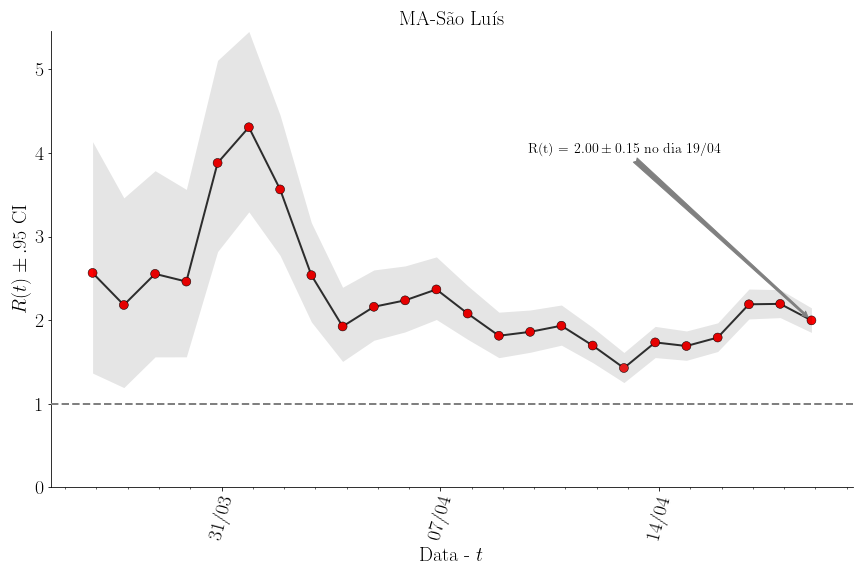 MA-São Luís
R(t) ± .95 CI
5
4
3
2
1
0
R(t) = 2.00 ± 0.15 no dia 19/04
31/03
07/04
14/04
Data - t